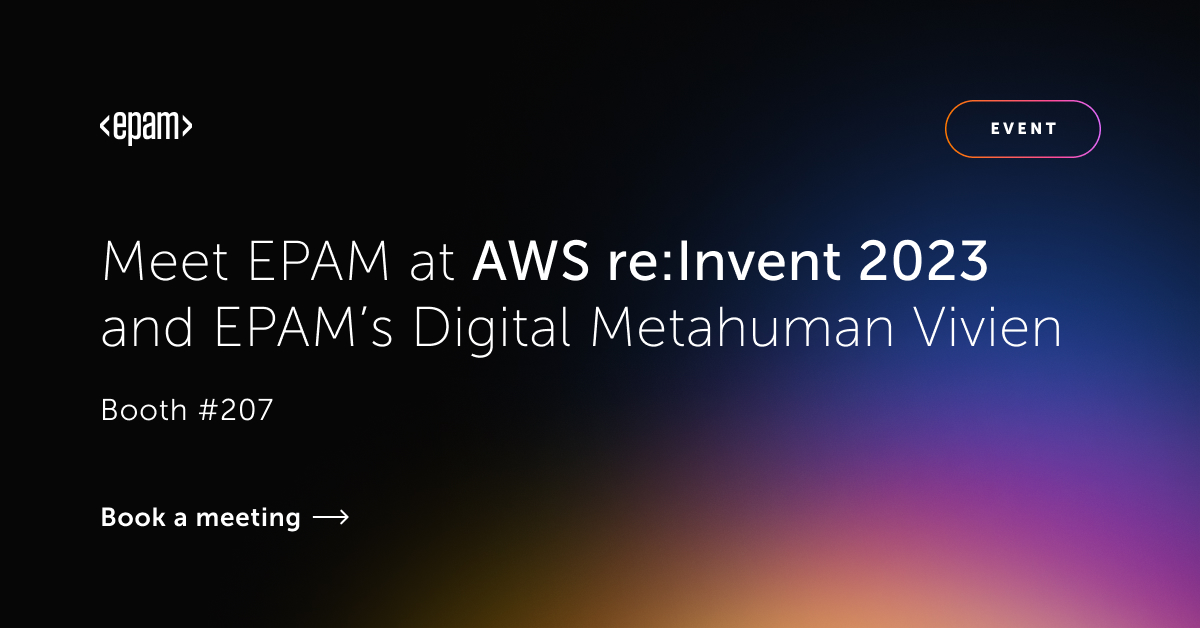 <epam>
EVENT
Meet EPAM at AWS re:Invent 2023
and EPAM’s Digital Metahuman Vivien
Booth #207
Book a meeting